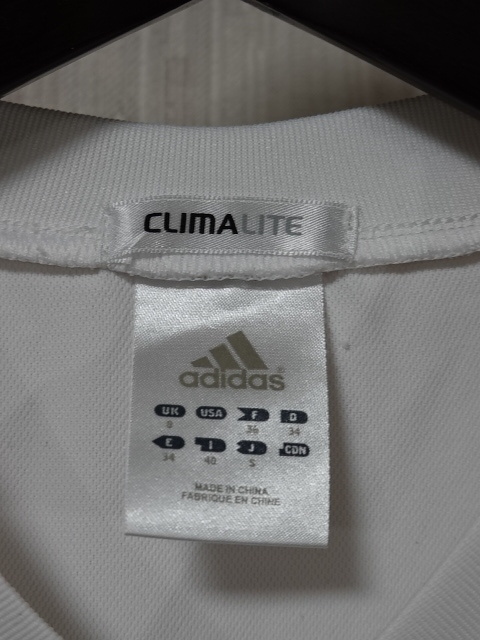 CLIMALITE
adidas
UK USA F D
8 36 34
E I J CDN
34 40 S
MADE IN CHINA
FABRIQUE EN CHINE